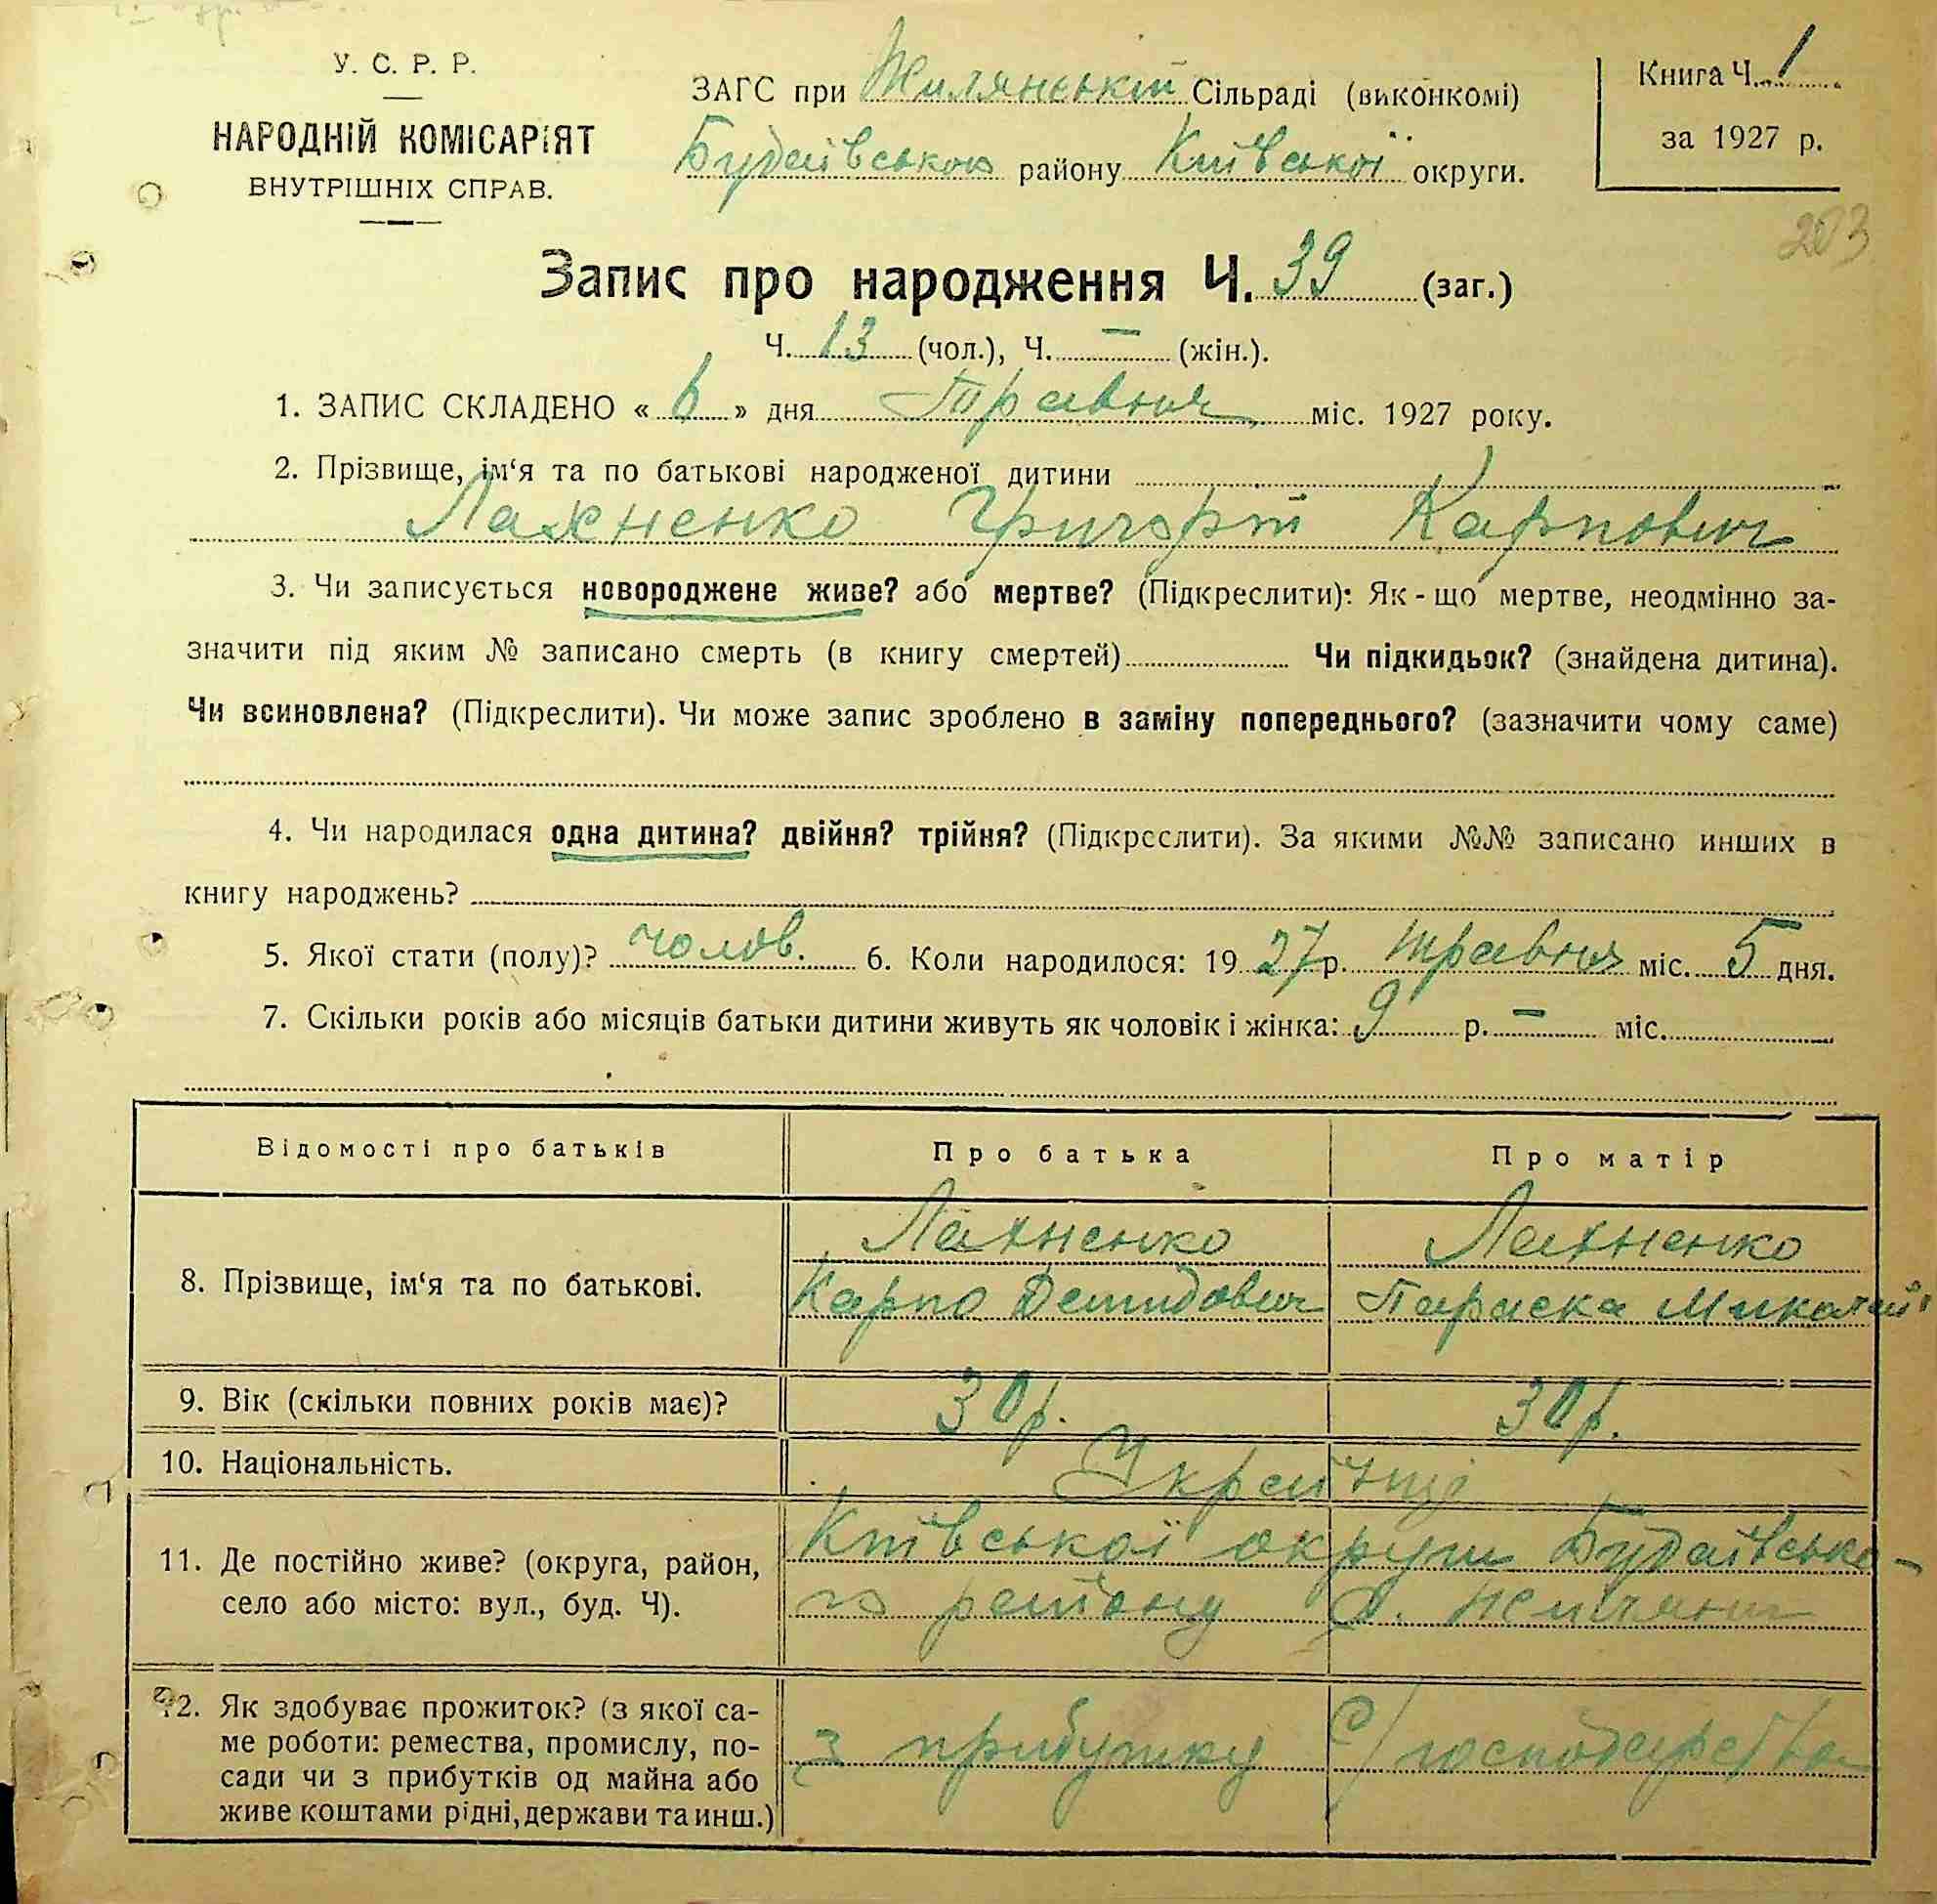 У. С. Р. Р.
НАРОДНІЙ КОМІСАРІЯТ
ВНУТРІШНІХ СПРАВ.
ЗАГС при Жилянській Сільраді (виконкомі)
Будаївського району Київської округи.
Книга Ч. 1
за 1927 р.
203
Запис про народження Ч. 39 (заг.)
Ч. 13 (чол.), Ч. — (жін.).
1. ЗАПИС СКЛАДЕНО « 6 » дня Травня міс. 1927 року.
2. Прізвище, ім‘я та по батькові народженої дитини
Лахненко Григорій Карпович
3. Чи записується новороджене живе? або мертве? (Підкреслити): Як-що мертве, неодмінно за-
значити під яким № записано смерть (в книгу смертей) Чи підкидьок? (знайдена дитина).
Чи всиновлена? (Підкреслити). Чи може запис зроблено в заміну попереднього? (зазначити чому саме)
4. Чи народилася одна дитина? двійня? трійня? (Підкреслити). За якими №№ записано инших в
книгу народжень?
5. Якої стати (полу)? чолов. 6. Коли народилося: 1927 р. травня міс. 5 дня.
7. Скільки років або місяців батьки дитини живуть як чоловік і жінка: 9 р. — міс.
Відомості про батьків Про батька Про матір
Лахненко Лахненко
8. Прізвище, ім‘я та по батькові. Карпо Демидович Параска
9. Вік (скільки повних років має)? 30 р. 30 р.
10. Національність. Українці
11. Де постійно живе? (округа, район, Київської округи Будаївсько-
село або місто: вул., буд. Ч). го району с.
12. Як здобуває прожиток? (з якої са-
ме роботи: ремества, промислу, по- з прибутку с/господарства
сади чи з прибутків од майна або
живе коштами рідні, держави та инш.)